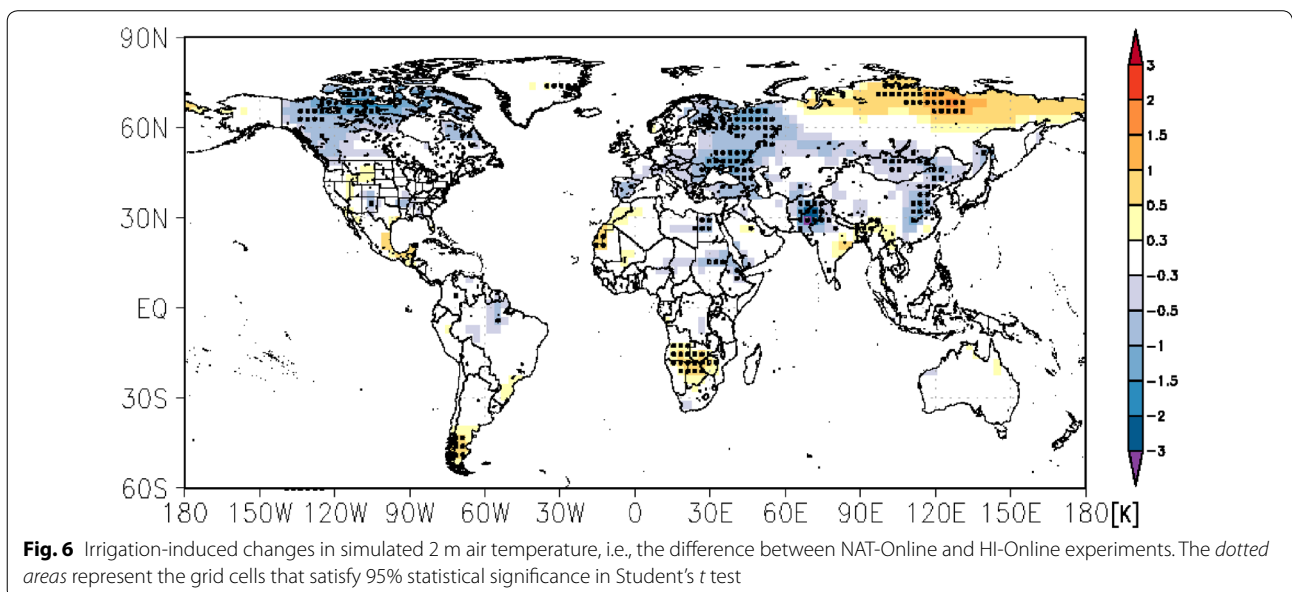 90N
60N
30N
EQ
30S
60S
180 150W 120W 90W 60W 30W 0 30E 60E 90E 120E 150E 180[K]
3
2
1.5
1
0.5
0.3
-0.3
-0.5
-1
-1.5
-2
-3
Fig. 6 Irrigation-induced changes in simulated 2 m air temperature, i.e., the difference between NAT-Online and HI-Online experiments. The dotted
areas represent the grid cells that satisfy 95% statistical significance in Student's t test